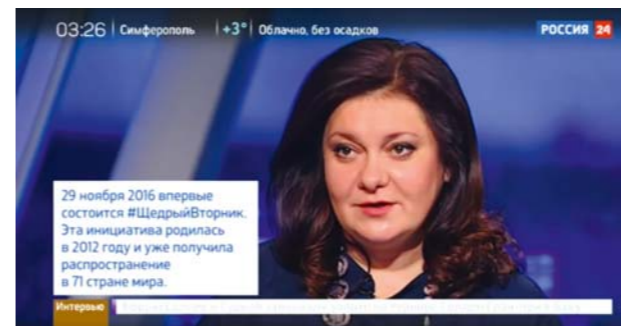 03:26 Симферополь +3° Облачно, без осадков
РОССИЯ 24
29 ноября 2016 впервые
состоится #ЩедрыйВторник.
Эта инициатива родилась
в 2012 году и уже получила
распространение
в 71 стране мира.
Интервью